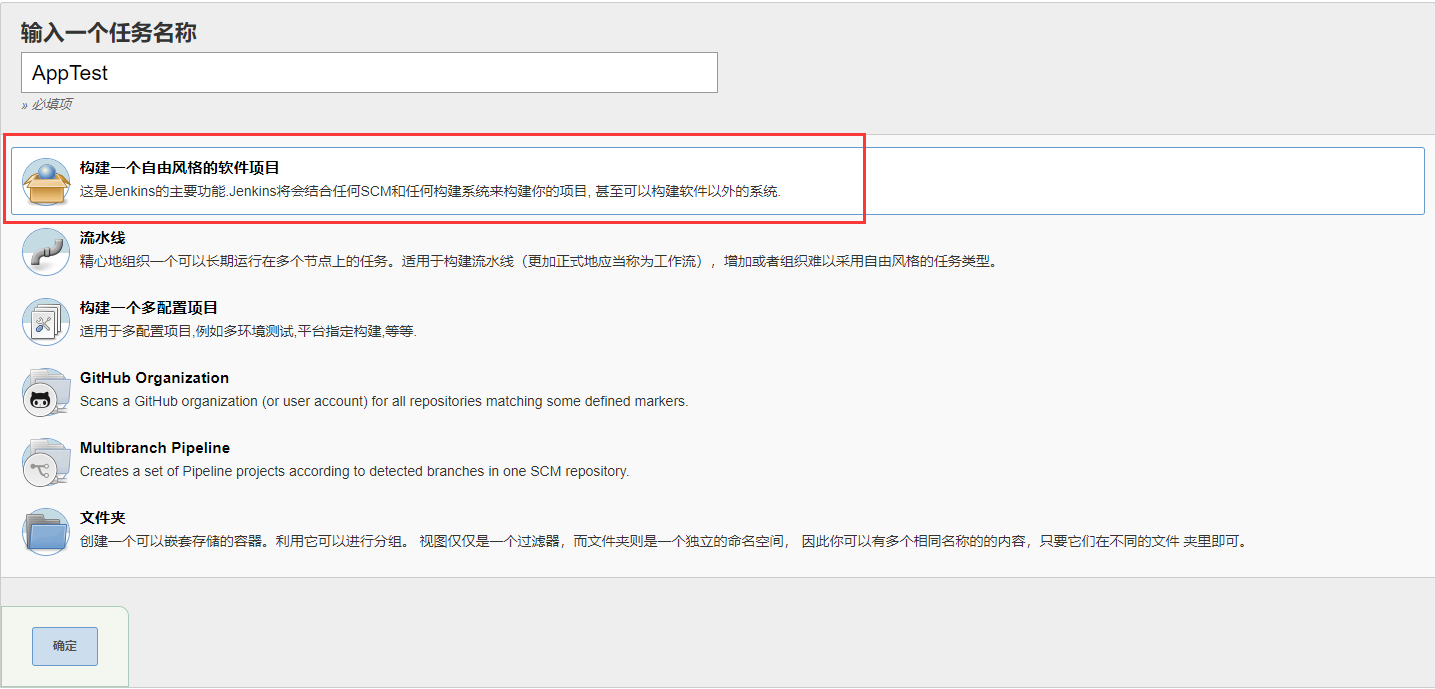 输入一个任务名称
AppTest
» 必填项
构建一个自由风格的软件项目
这是Jenkins的主要功能.Jenkins将会结合任何SCM和任何构建系统来构建你的项目, 甚至可以构建软件以外的系统.
流水线
精心地组织一个可以长期运行在多个节点上的任务。适用于构建流水线（更加正式地应当称为工作流），增加或者组织难以采用自由风格的任务类型。
构建一个多配置项目
适用于多配置项目,例如多环境测试,平台指定构建,等等.
GitHub Organization
Scans a GitHub organization (or user account) for all repositories matching some defined markers.
Multibranch Pipeline
Creates a set of Pipeline projects according to detected branches in one SCM repository.
文件夹
创建一个可以嵌套存储的容器。利用它可以进行分组。 视图仅仅是一个过滤器，而文件夹则是一个独立的命名空间， 因此你可以有多个相同名称的的内容，只要它们在不同的文件 夹里即可。
确定